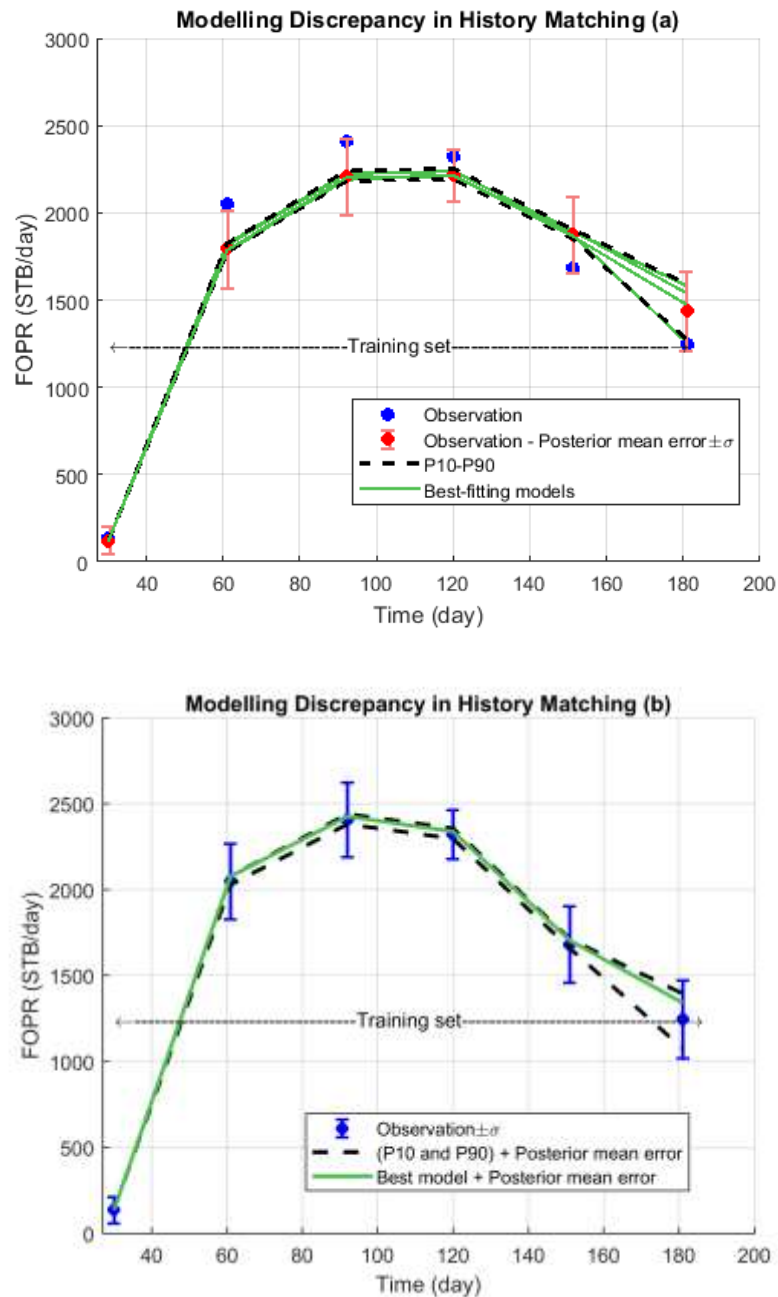 Modelling Discrepancy in History Matching (a)
3000
2500
2000
1500
1000
500
0
FOPR (STB/day)
Training set
Observation
Observation - Posterior mean error±σ
P10-P90
Best-fitting models
40 60 80 100 120 140 160 180 200
Time (day)
Modelling Discrepancy in History Matching (b)
3000
2500
2000
1500
1000
500
0
FOPR (STB/day)
Training set
Observation±σ
(P10 and P90) + Posterior mean error
Best model + Posterior mean error
40 60 80 100 120 140 160 180 200
Time (day)